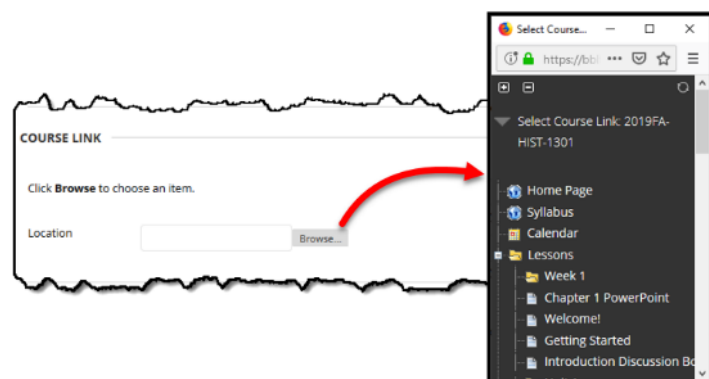 COURSE LINK
Click Browse to choose an item.
Location
Browse...
Select Course...
https://bbl
Select Course Link: 2019FA-
HIST-1301
Home Page
Syllabus
Calendar
Lessons
Week 1
Chapter 1 PowerPoint
Welcome!
Getting Started
Introduction Discussion Bo